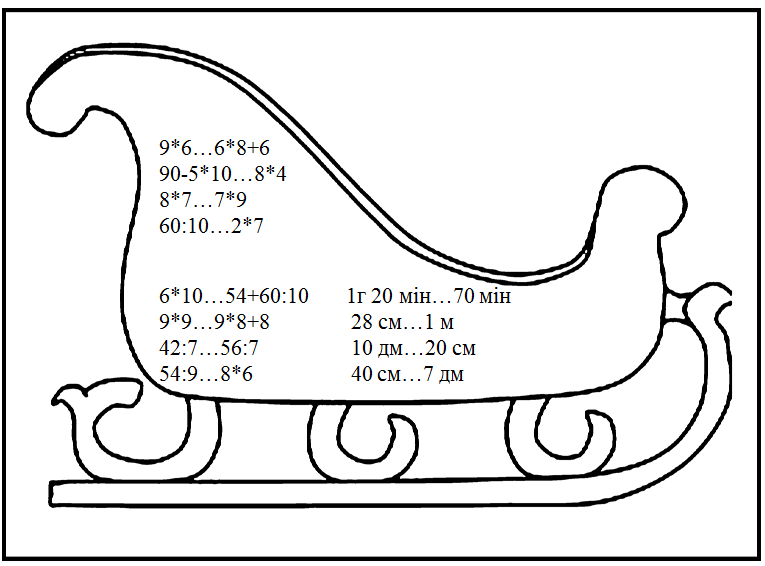 9*6…6*8+6
90-5*10…8*4
8*7…7*9
60:10…2*7
6*10…54+60:10 1г 20 мін…70 мін
9*9…9*8+8 28 см…1 м
42:7…56:7 10 дм…20 см
54:9…8*6 40 см…7 дм